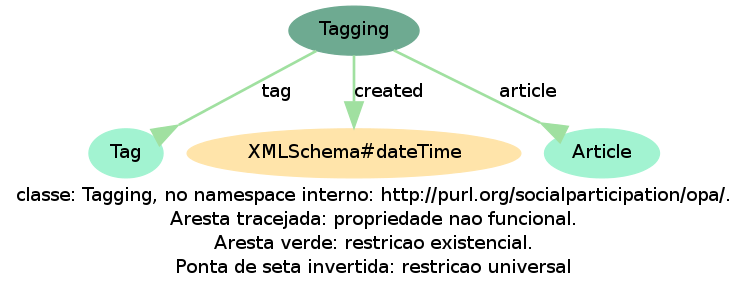 Tagging
tag
created
article
Tag
XMLSchema#dateTime
Article
classe: Tagging, no namespace interno: http://purl.org/socialparticipation/opa/.
Aresta tracejada: propriedade nao funcional.
Aresta verde: restricao existencial.
Ponta de seta invertida: restricao universal